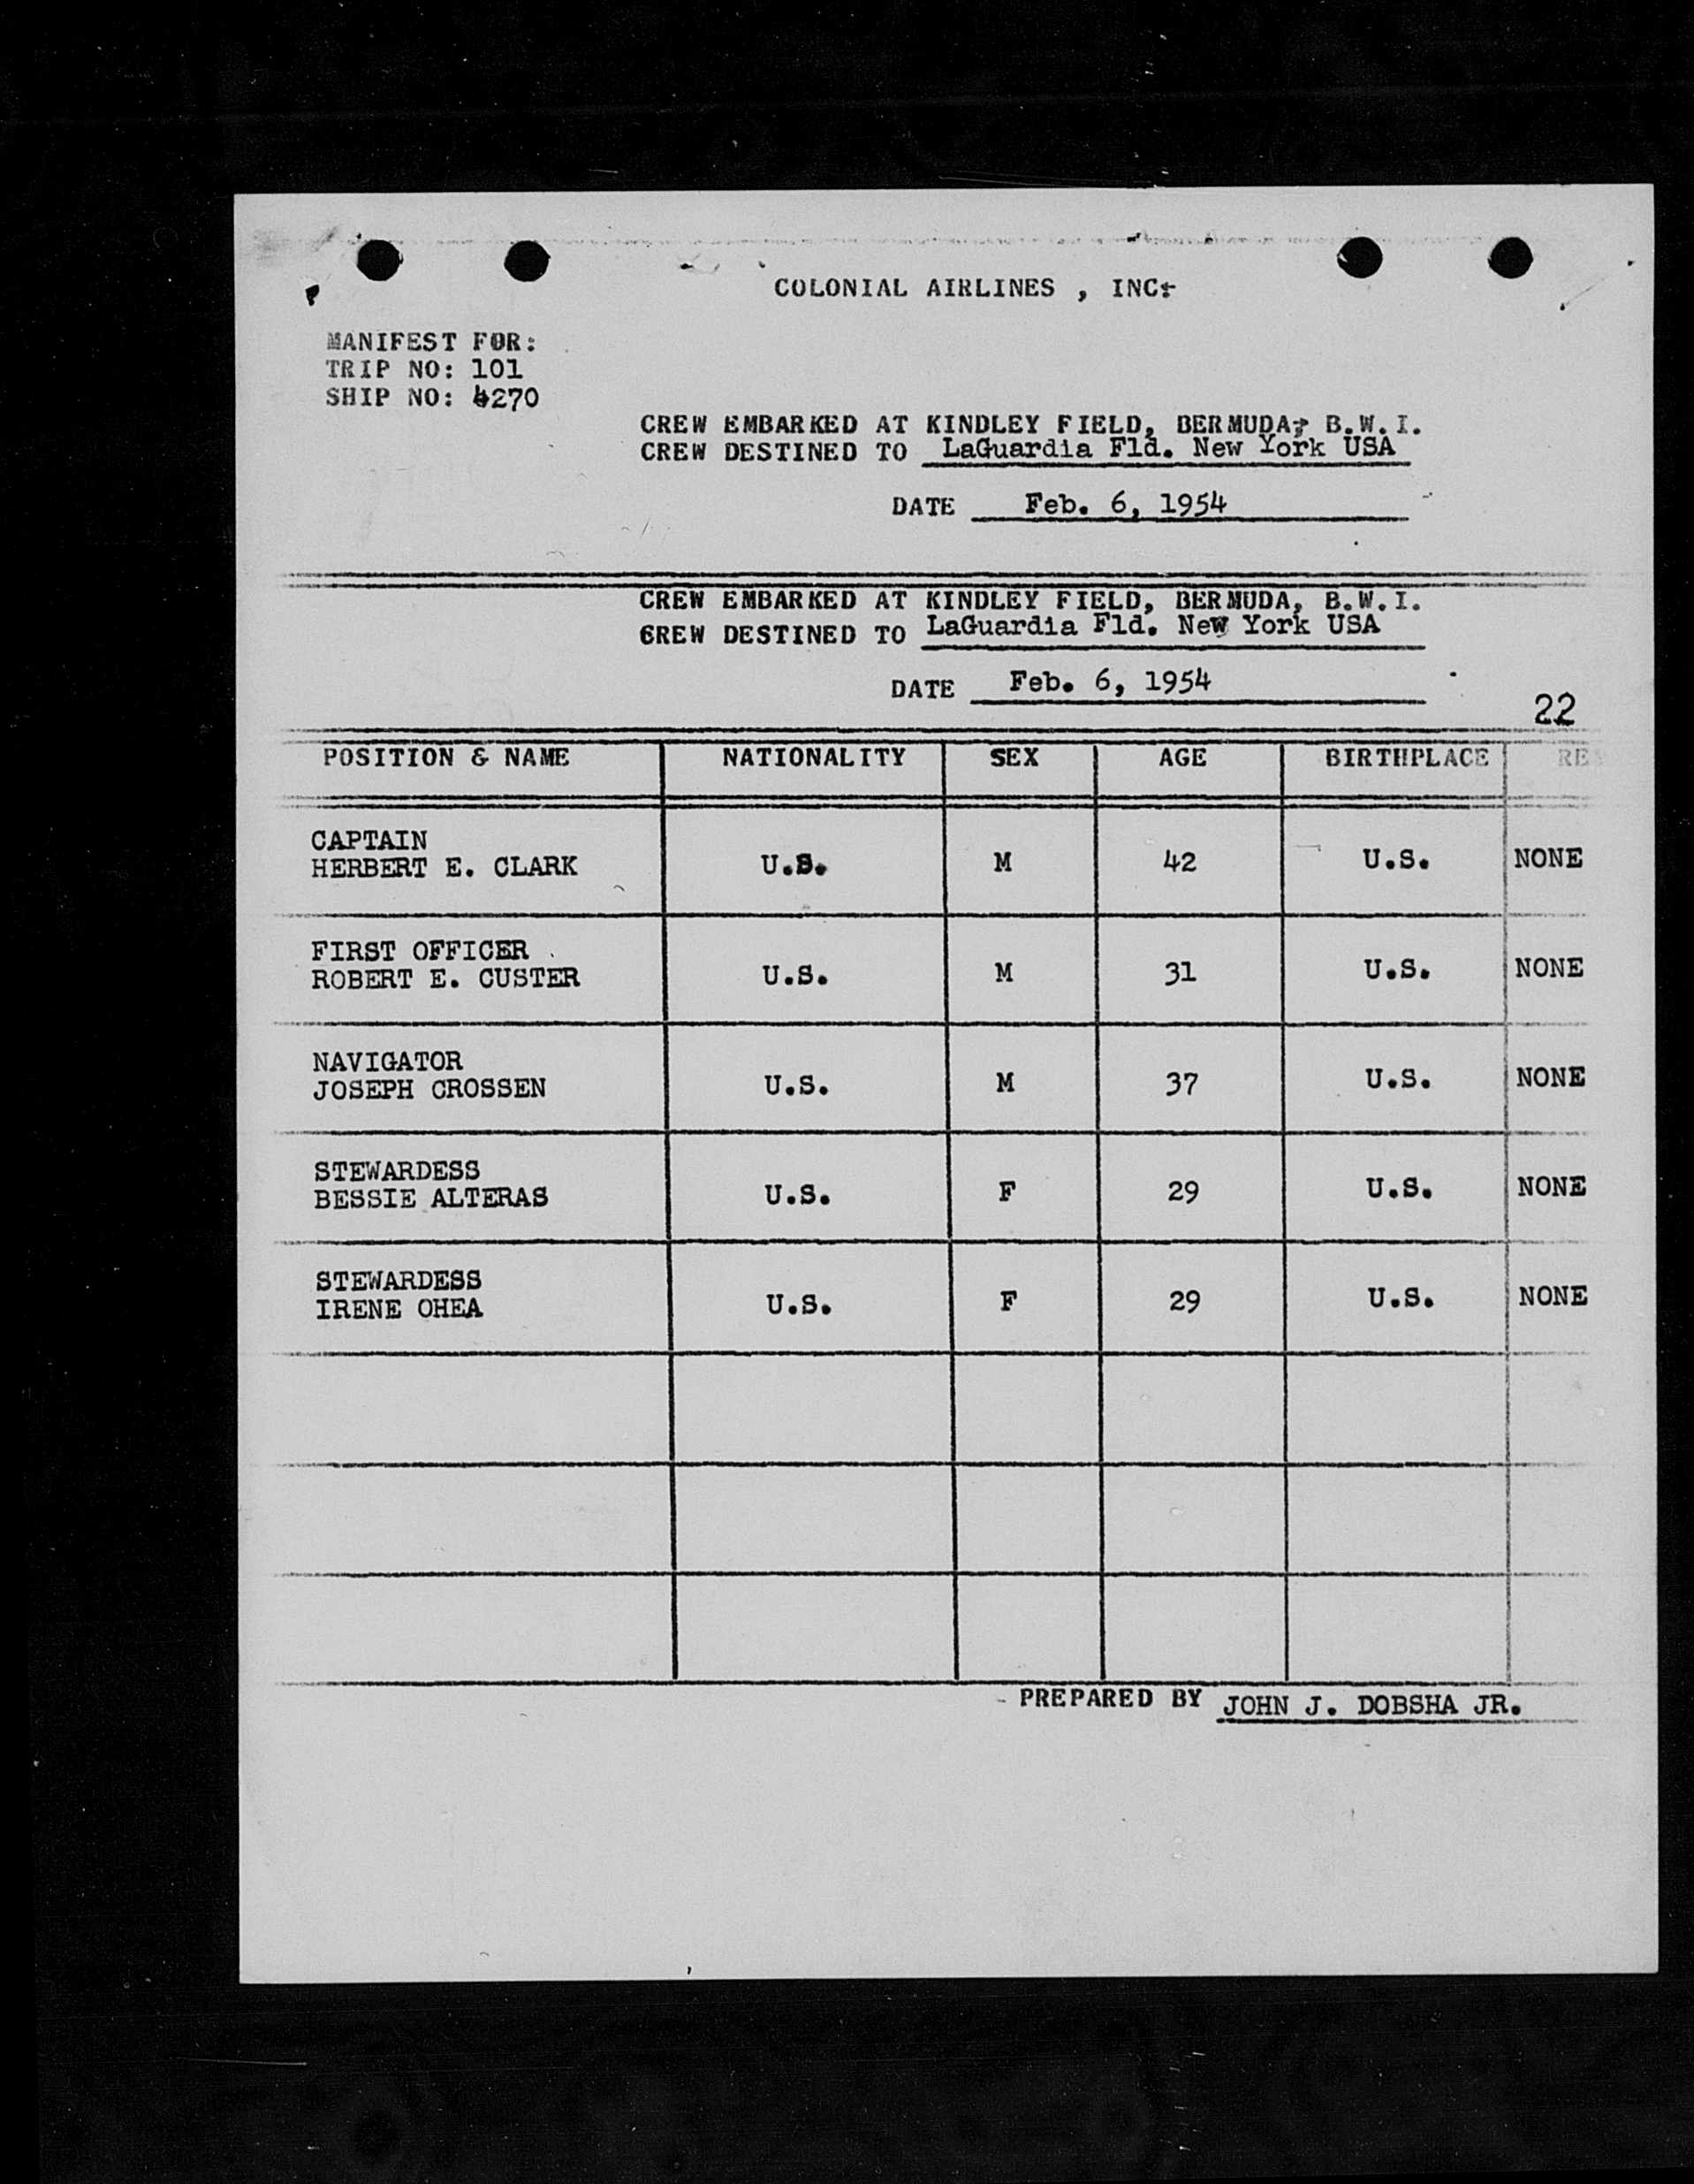 COLONIAL AIRLINES , INC.
MANIFEST FOR:
TRIP NO: 101
SHIP NO: 4270
CREW EMBARKED AT KINDLEY FIELD, BERMUDA, B.W.I.
CREW DESTINED TO LaGuardia Fld. New York USA
DATE Feb. 6, 1954
CREW EMBARKED AT KINDLEY FIELD, BERMUDA, B.W.I.
CREW DESTINED TO LaGuardia Fld. New York USA
DATE Feb. 6, 1954
22
POSITION & NAME NATIONALITY SEX AGE BIRTHPLACE RE
CAPTAIN
HERBERT E. CLARK U.S. M 42 U.S. NONE
FIRST OFFICER
ROBERT E. CUSTER U.S. M 31 U.S. NONE
NAVIGATOR
JOSEPH CROSSEN U.S. M 37 U.S. NONE
STEWARDESS
BESSIE ALTERAS U.S. F 29 U.S. NONE
STEWARDESS
IRENE OHEA U.S. F 29 U.S. NONE
PREPARED BY JOHN J. DOBSHA JR.